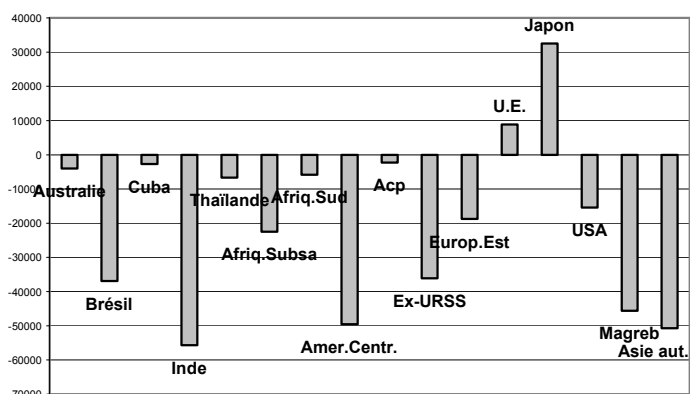 40000
30000
20000
10000
0
-10000
-20000
-30000
-40000
-50000
-60000
-70000
Japon
U.E.
Australie
Cuba
Thaïlande
Afriq.Sud
Acp
USA
Afriq.Subsa
Europ.Est
Brésil
Ex-URSS
Magreb
Amer.Centr.
Asie aut.
Inde